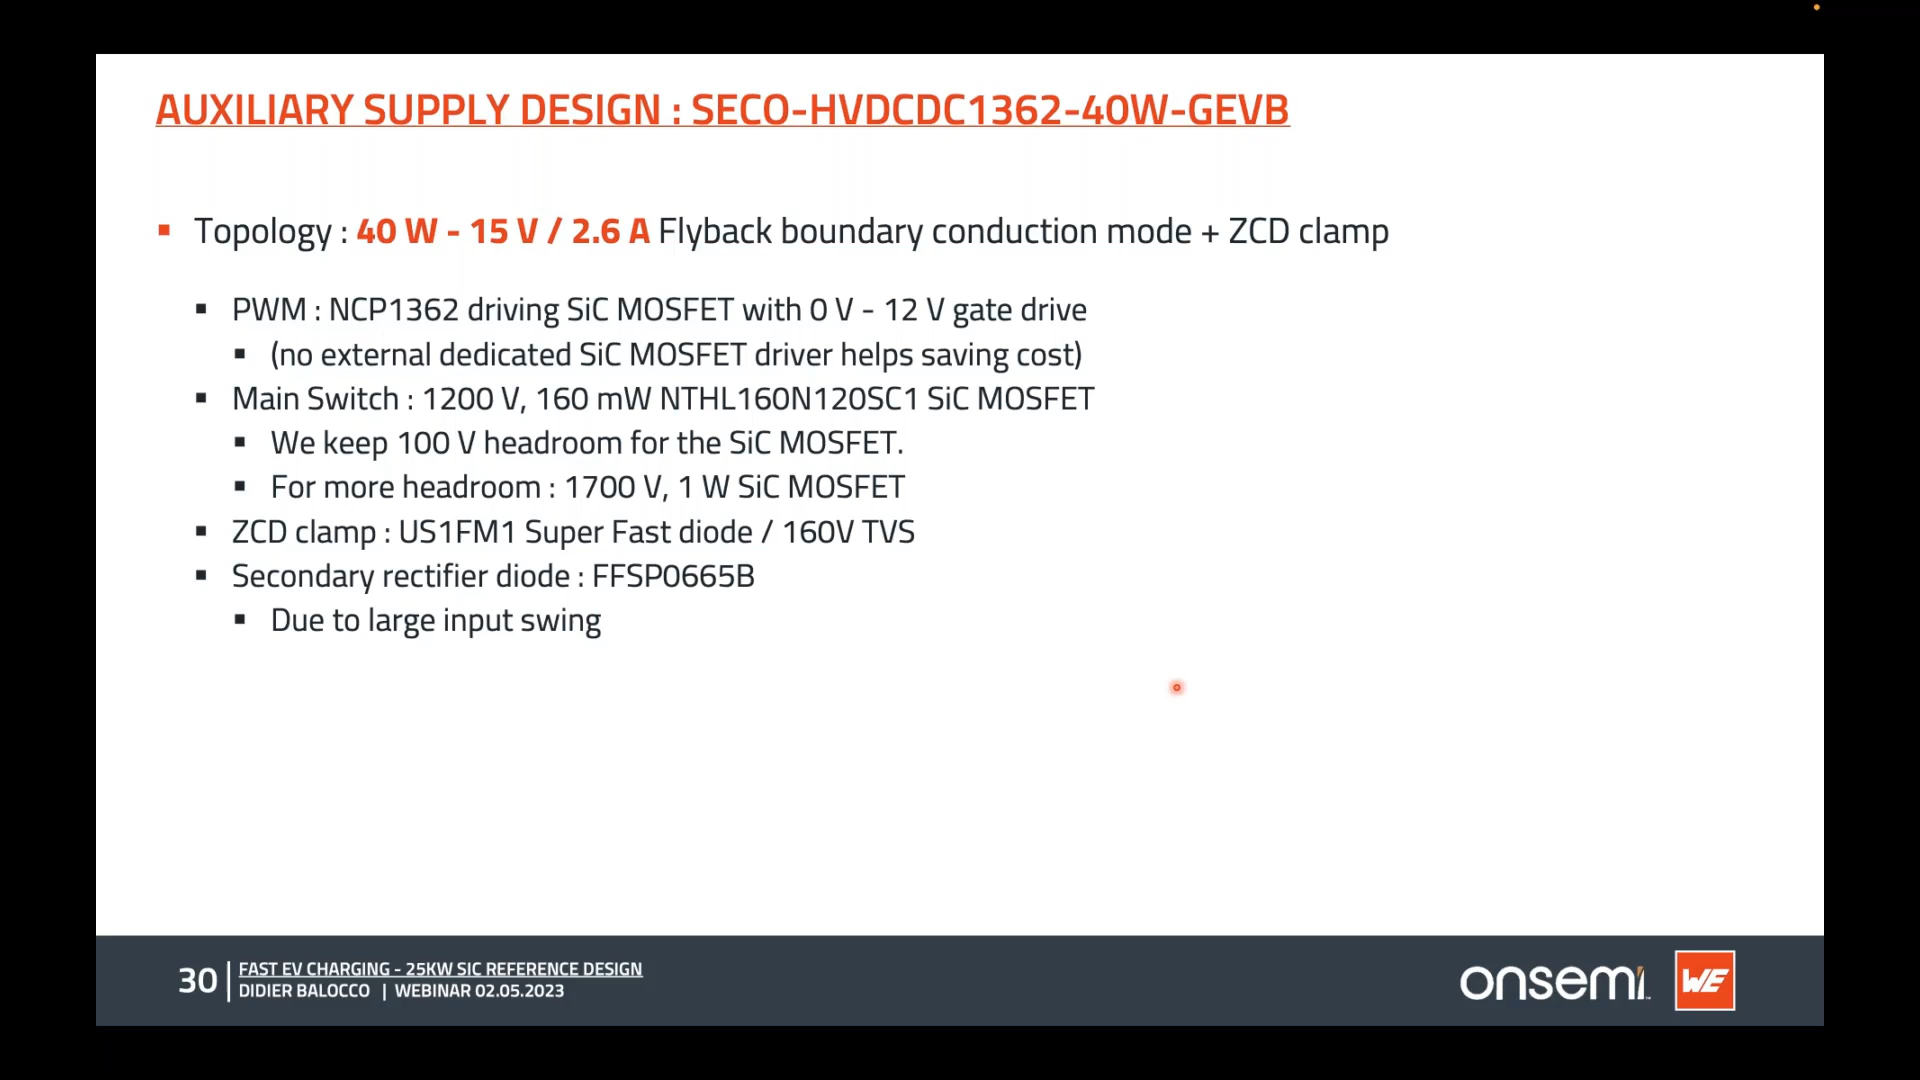 AUXILIARY SUPPLY DESIGN : SECO-HVDCDC1362-40W-GEVB
Topology : 40 W - 15 V / 2.6 A Flyback boundary conduction mode + ZCD clamp
PWM : NCP1362 driving SiC MOSFET with 0 V - 12 V gate drive
(no external dedicated SiC MOSFET driver helps saving cost)
Main Switch : 1200 V, 160 mW NTHL160N120SC1 SiC MOSFET
We keep 100 V headroom for the SiC MOSFET.
For more headroom : 1700 V, 1 W SiC MOSFET
ZCD clamp : US1FM1 Super Fast diode / 160V TVS
Secondary rectifier diode : FFSP0665B
Due to large input swing
30
FAST EV CHARGING - 25KW SIC REFERENCE DESIGN
DIDIER BALOCCO | WEBINAR 02.05.2023
onsemi
WE